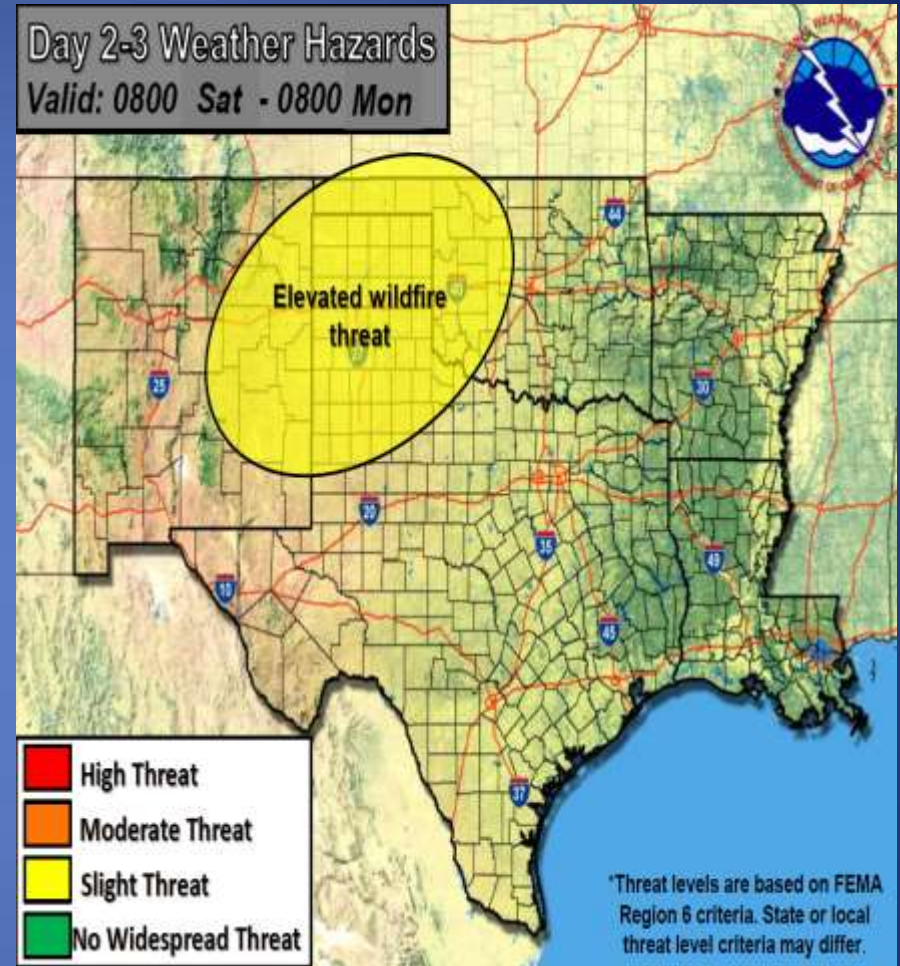 Day 2-3 Weather Hazards
Valid: 0800 Sat - 0800 Mon
44
Elevated wildfire
threat
25
30
20
35
49
10
45
37
High Threat
Moderate Threat
Slight Threat
No Widespread Threat
*Threat levels are based on FEMA
Region 6 criteria. State or local
threat level criteria may differ.